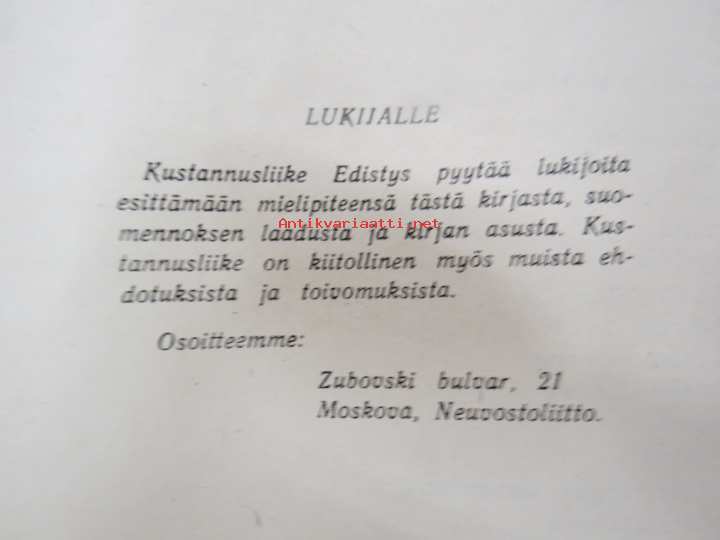 LUKIJALLE
Kustannusliike Edistys pyytää lukijoita
esittämään mielipiteensä tästä kirjasta, suo-
mennoksen laadusta ja kirjan asusta. Kus-
Antikvariaatti.net
tannusliike on kiitollinen myös muista eh-
dotuksista ja toivomuksista.
Osoitteemme:
Zubovski bulvar, 21
Moskova, Neuvostoliitto.